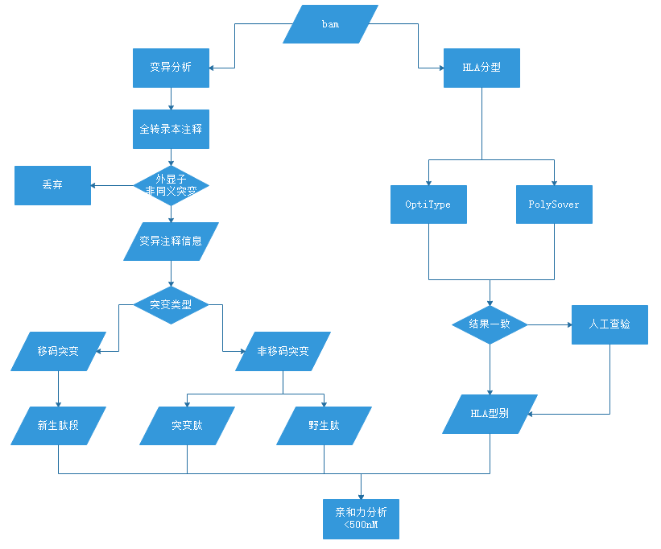 bam
变异分析
HLA分型
全转录本注释
丢弃
外显子
非同义突变
OptiType
PolySover
变异注释信息
突变类型
结果一致
人工查验
移码突变
非移码突变
新生肽段
突变肽
野生肽
HLA型别
亲和力分析
<500nM